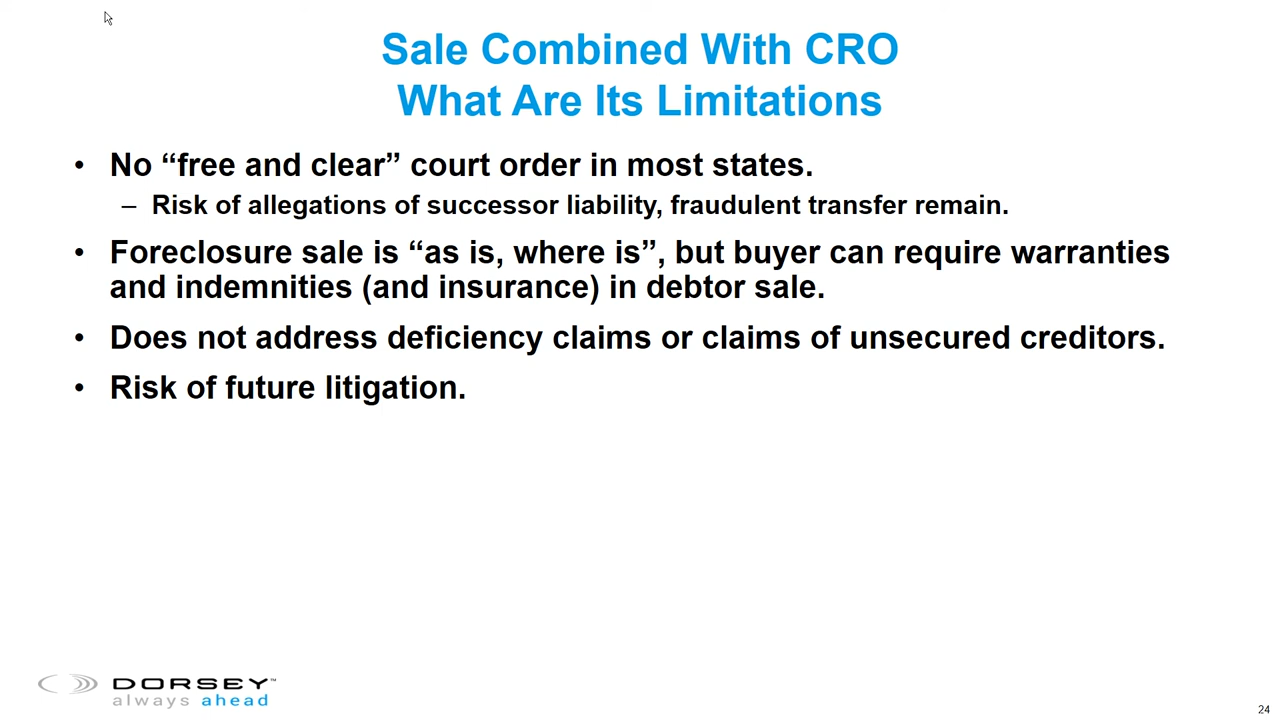 Sale Combined With CRO
What Are Its Limitations
• No “free and clear” court order in most states.
– Risk of allegations of successor liability, fraudulent transfer remain.
• Foreclosure sale is “as is, where is”, but buyer can require warranties
and indemnities (and insurance) in debtor sale.
• Does not address deficiency claims or claims of unsecured creditors.
• Risk of future litigation.
DORSEY™
always ahead
24